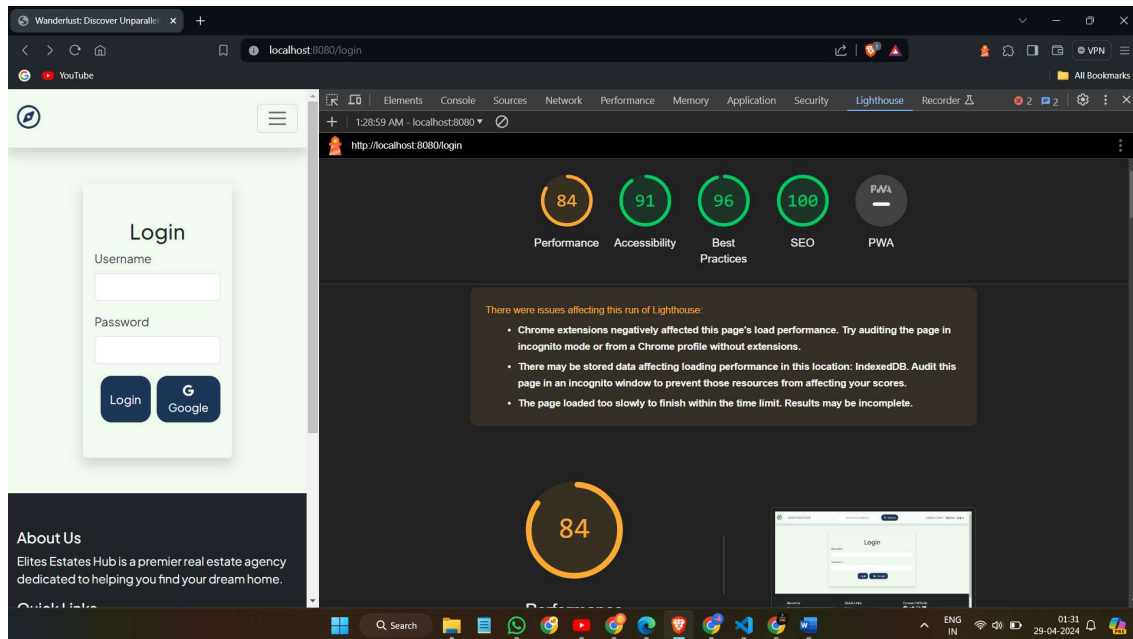 Wanderlust: Discover Unparallel
localhost:8080/login
VPN
YouTube
All Bookmarks
Elements Console Sources Network Performance Memory Application Security Lighthouse Recorder
2 2
1:28:59 AM - localhost:8080
http://localhost:8080/login
84 91 96 100 PWA
Performance Accessibility Best Practices SEO PWA
Login
Username
Password
Login
G
Google
There were issues affecting this run of Lighthouse:
• Chrome extensions negatively affected this page's load performance. Try auditing the page in
incognito mode or from a Chrome profile without extensions.
• There may be stored data affecting loading performance in this location: IndexedDB. Audit this
page in an incognito window to prevent those resources from affecting your scores.
• The page loaded too slowly to finish within the time limit. Results may be incomplete.
84
Performance
Login
About Us
Elites Estates Hub is a premier real estate agency
dedicated to helping you find your dream home.
Quick Links
Search
ENG
IN
01:31
29-04-2024